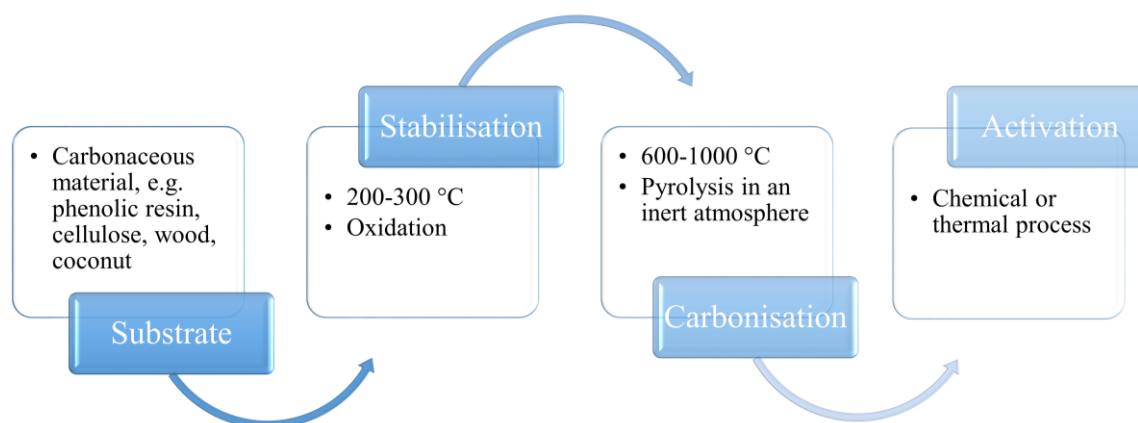 • Carbonaceous
material, e.g.
phenolic resin,
cellulose, wood,
coconut
Substrate
Stabilisation
• 200-300 °C
• Oxidation
• 600-1000 °C
• Pyrolysis in an
inert atmosphere
Carbonisation
Activation
• Chemical or
thermal process